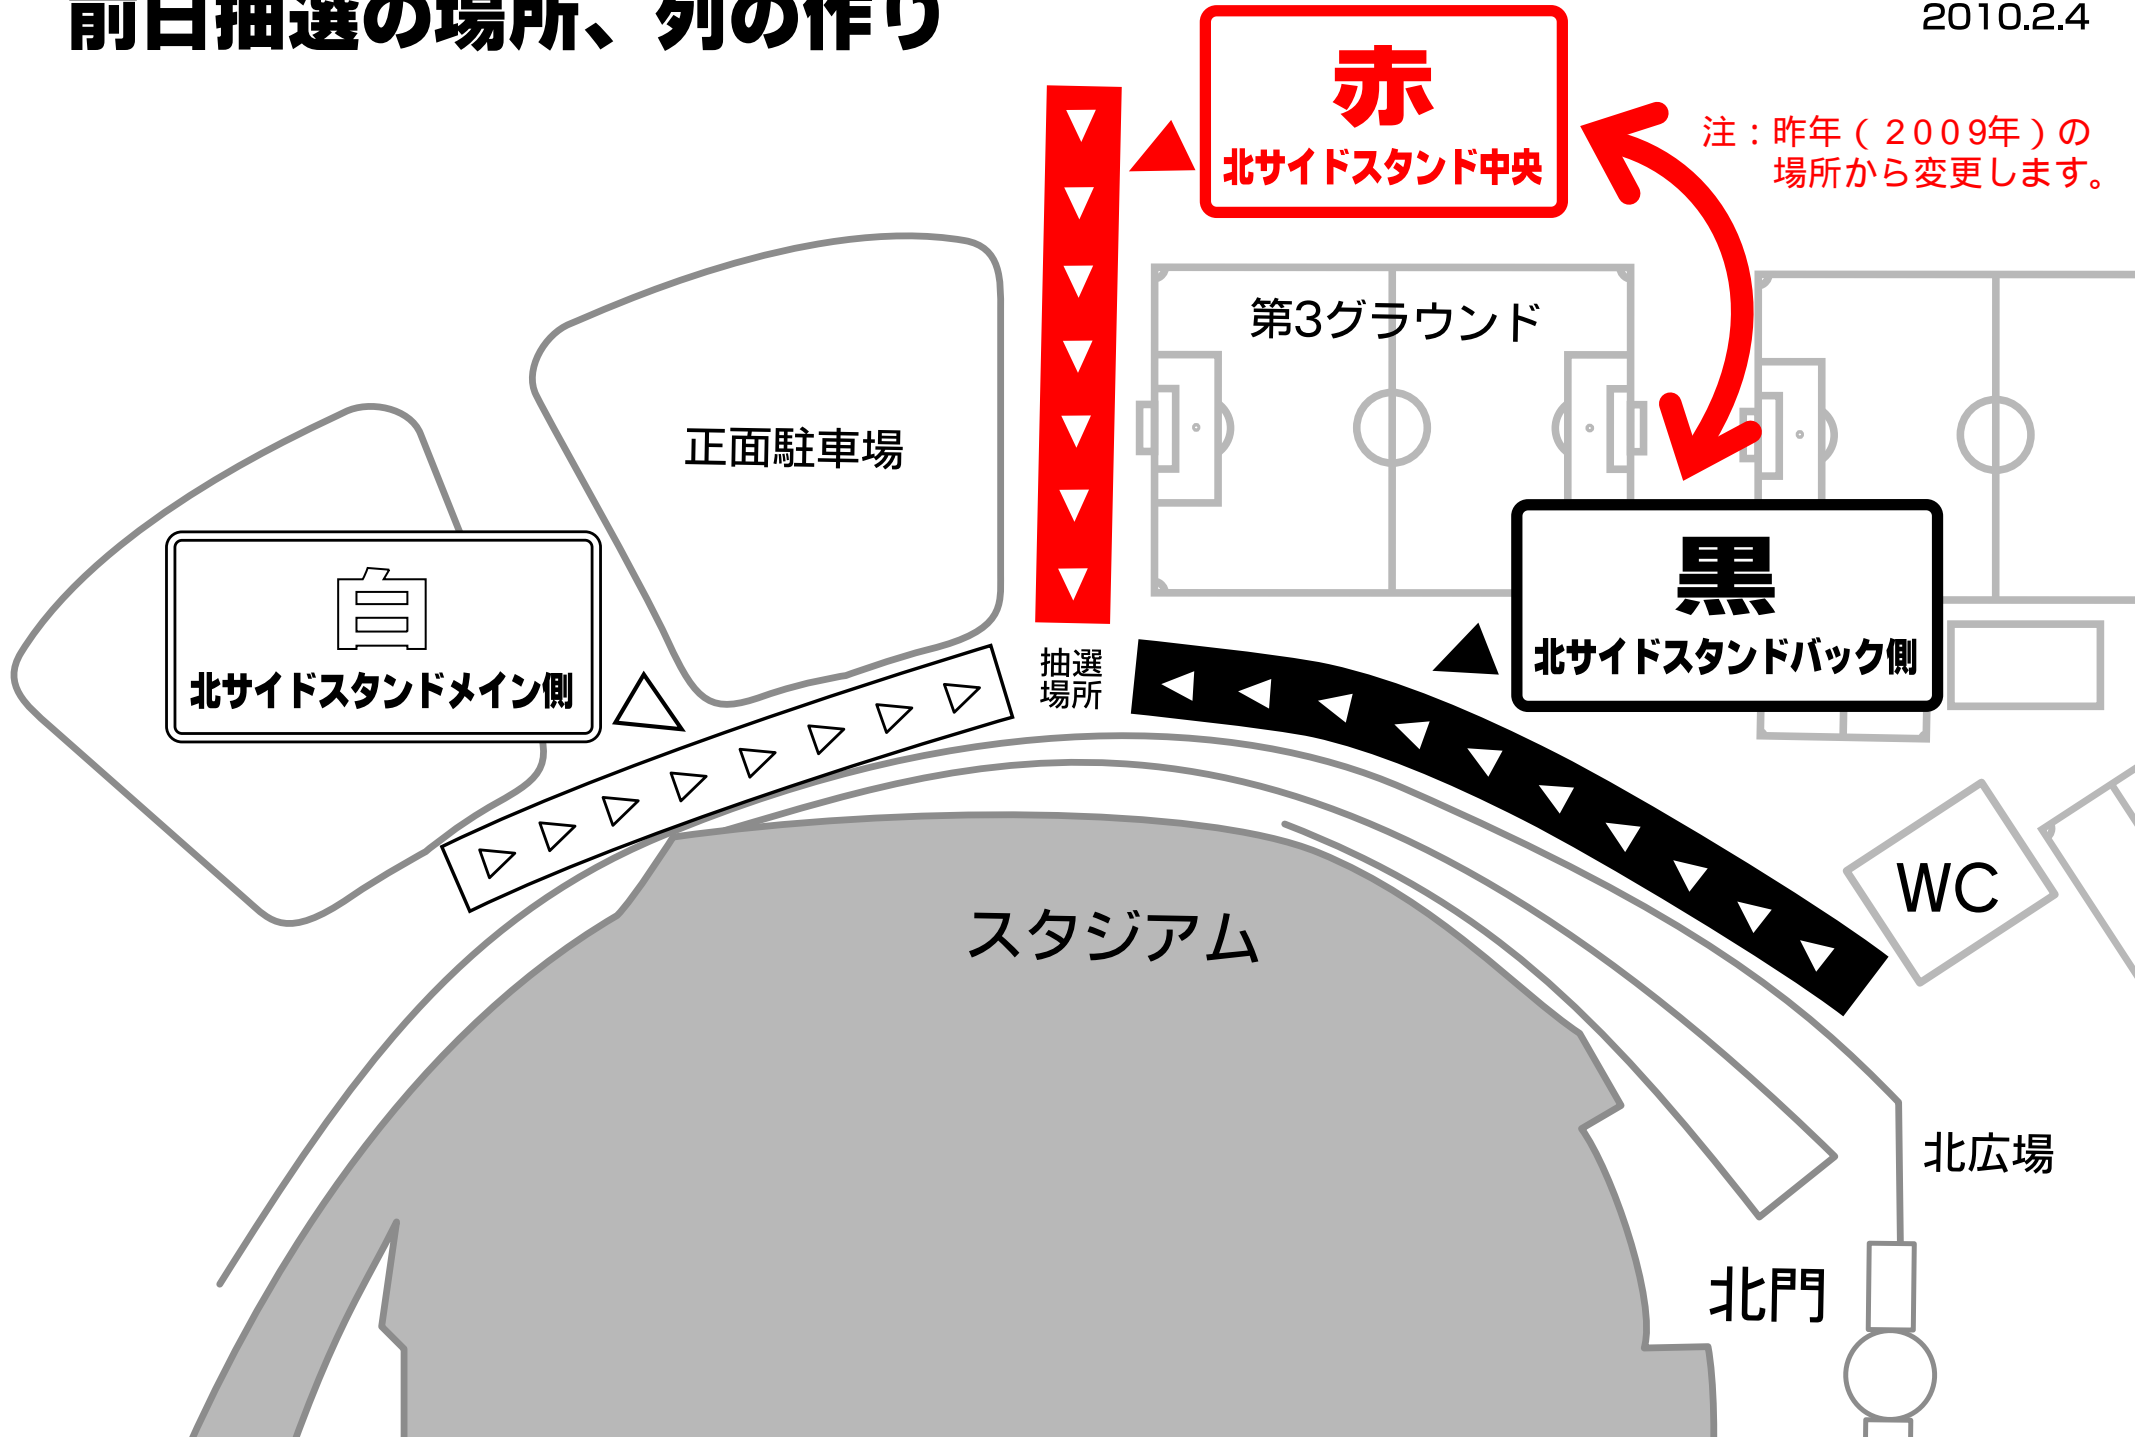 前日抽選の場所、列の作り
2010.2.4
赤
北サイドスタンド中央
注：昨年（2009年）の
場所から変更します。
第3グラウンド
正面駐車場
白
北サイドスタンドメイン側
黒
北サイドスタンドバック側
抽選
場所
WC
スタジアム
北広場
北門